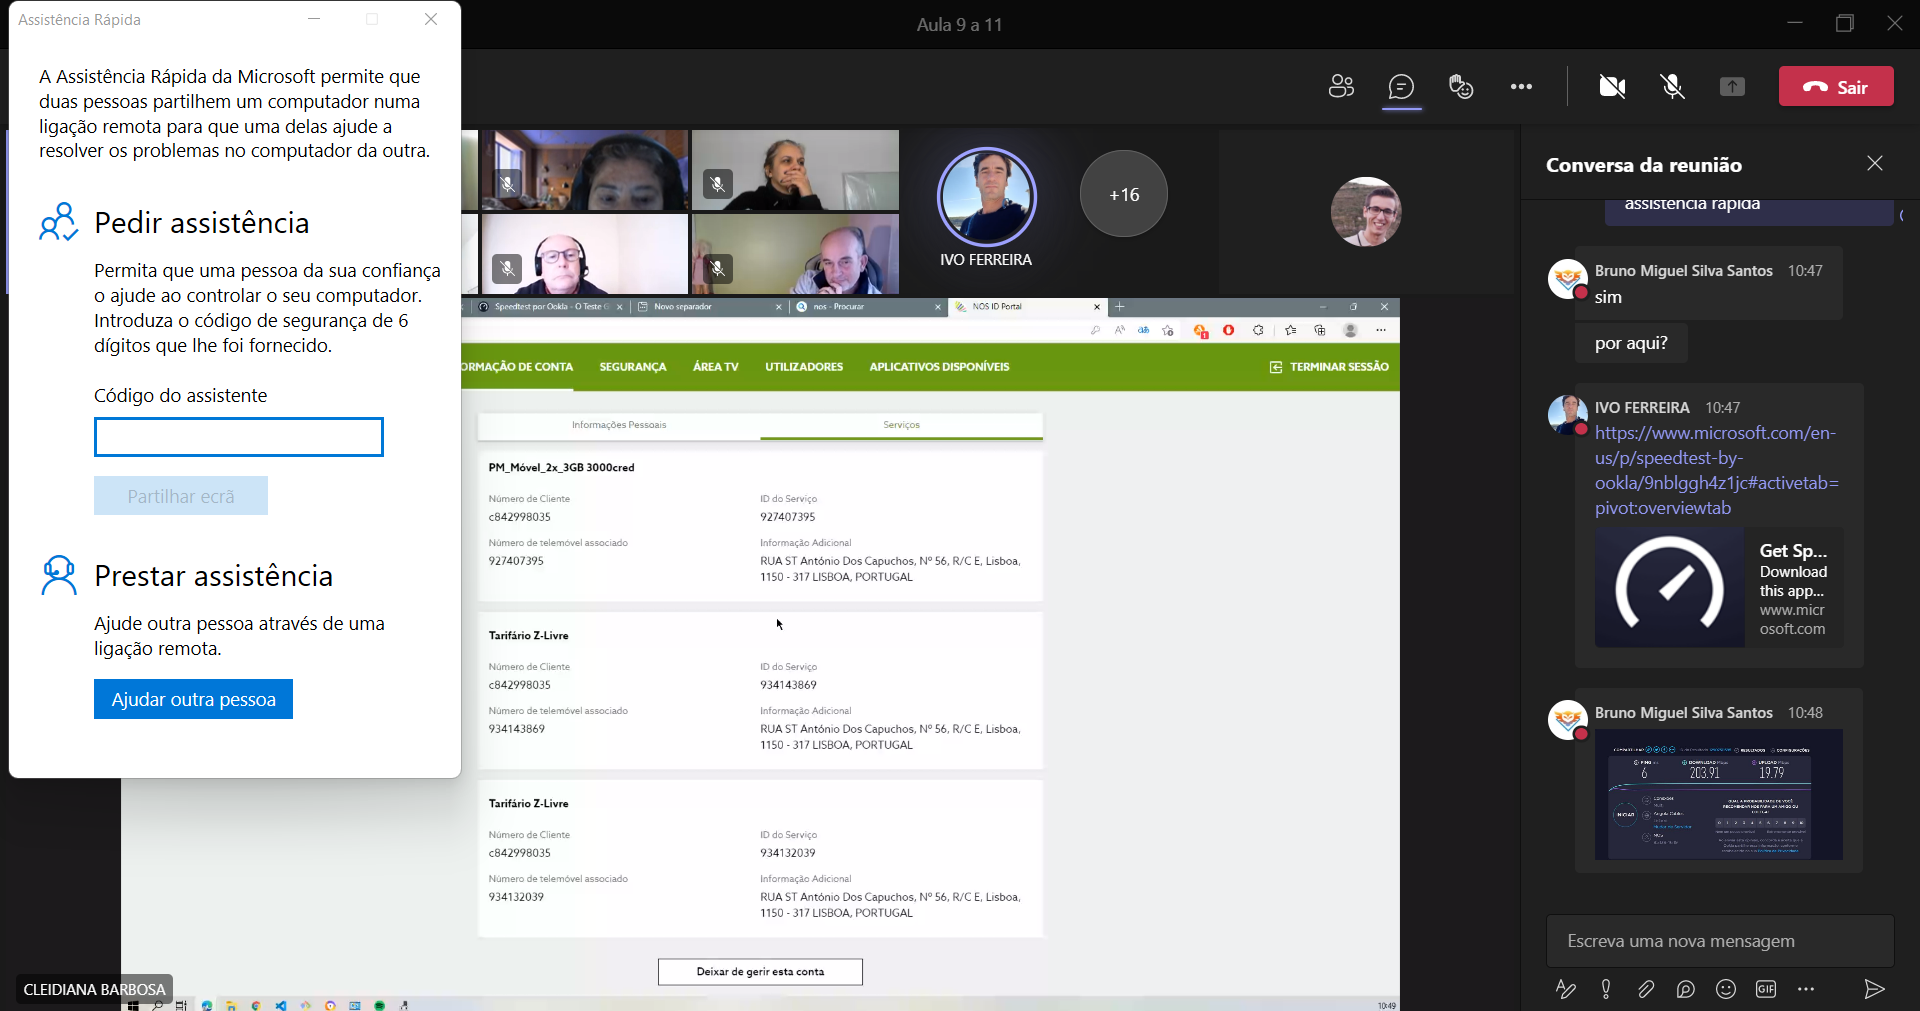 Assistência Rápida
A Assistência Rápida da Microsoft permite que
duas pessoas partilhem um computador numa
ligação remota para que uma delas ajude a
resolver os problemas no computador da outra.
Pedir assistência
Permita que uma pessoa da sua confiança
o ajude ao controlar o seu computador.
Introduza o código de segurança de 6
dígitos que lhe foi fornecido.
Código do assistente
Partilhar ecrã
Prestar assistência
Ajude outra pessoa através de uma
ligação remota.
Ajudar outra pessoa
Aula 9 a 11
Sair
IVO FERREIRA
+16
Speedtest por Ookla - O Teste
Novo separador
nos - Procurar
NOS ID Portal
ORMAÇÃO DE CONTA
SEGURANÇA
ÁREA TV
UTILIZADORES
APLICATIVOS DISPONÍVEIS
TERMINAR SESSÃO
Informações Pessoais
Serviços
PM_Móvel_2x_3GB 3000cred
Número de Cliente
ID do Serviço
c842998035
927407395
Número de telemóvel associado
Informação Adicional
927407395
RUA ST António Dos Capuchos, Nº 56, R/C E, Lisboa,
1150 - 317 LISBOA, PORTUGAL
Tarifário Z-Livre
Número de Cliente
ID do Serviço
c842998035
934143869
Número de telemóvel associado
Informação Adicional
934143869
RUA ST António Dos Capuchos, Nº 56, R/C E, Lisboa,
1150 - 317 LISBOA, PORTUGAL
Tarifário Z-Livre
Número de Cliente
ID do Serviço
c842998035
934132039
Número de telemóvel associado
Informação Adicional
934132039
RUA ST António Dos Capuchos, Nº 56, R/C E, Lisboa,
1150 - 317 LISBOA, PORTUGAL
Deixar de gerir esta conta
CLEIDIANA BARBOSA
10:49
Conversa da reunião
assistencia rapida
Bruno Miguel Silva Santos 10:47
sim
por aqui?
IVO FERREIRA 10:47
https://www.microsoft.com/en-
us/p/speedtest-by-
ookla/9nblggh4z1jc#activetab=
pivot:overviewtab
Get Sp...
Download
this app...
www.micr
osoft.com
Bruno Miguel Silva Santos 10:48
COMPARTILHAR
RESULTADOS
CONFIGURAÇÕES
PING
DOWNLOAD
UPLOAD
6
203.91
19.79
INICIAR
Escreva uma nova mensagem
GIF